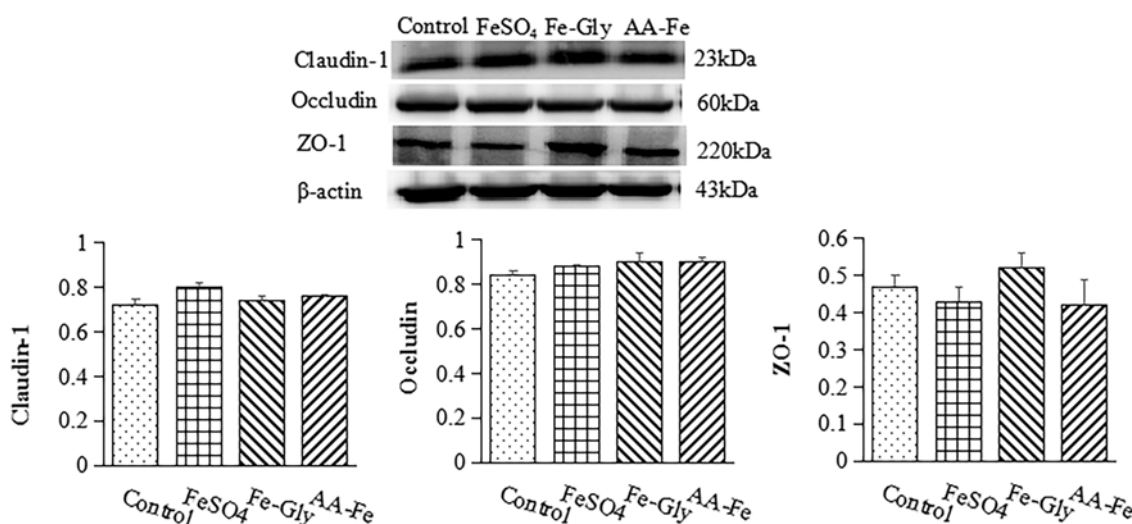 Control FeSO₄ Fe-Gly AA-Fe
Claudin-1 23kDa
Occludin 60kDa
ZO-1 220kDa
β-actin 43kDa
Claudin-1
1
0.8
0.6
0.4
0.2
0
Control FeSO4 Fe-Gly AA-Fe
Occludin
1
0.8
0.6
0.4
0.2
0
Control FeSO4 Fe-Gly AA-Fe
ZO-1
0.6
0.5
0.4
0.3
0.2
0.1
0
Control FeSO4 Fe-Gly AA-Fe